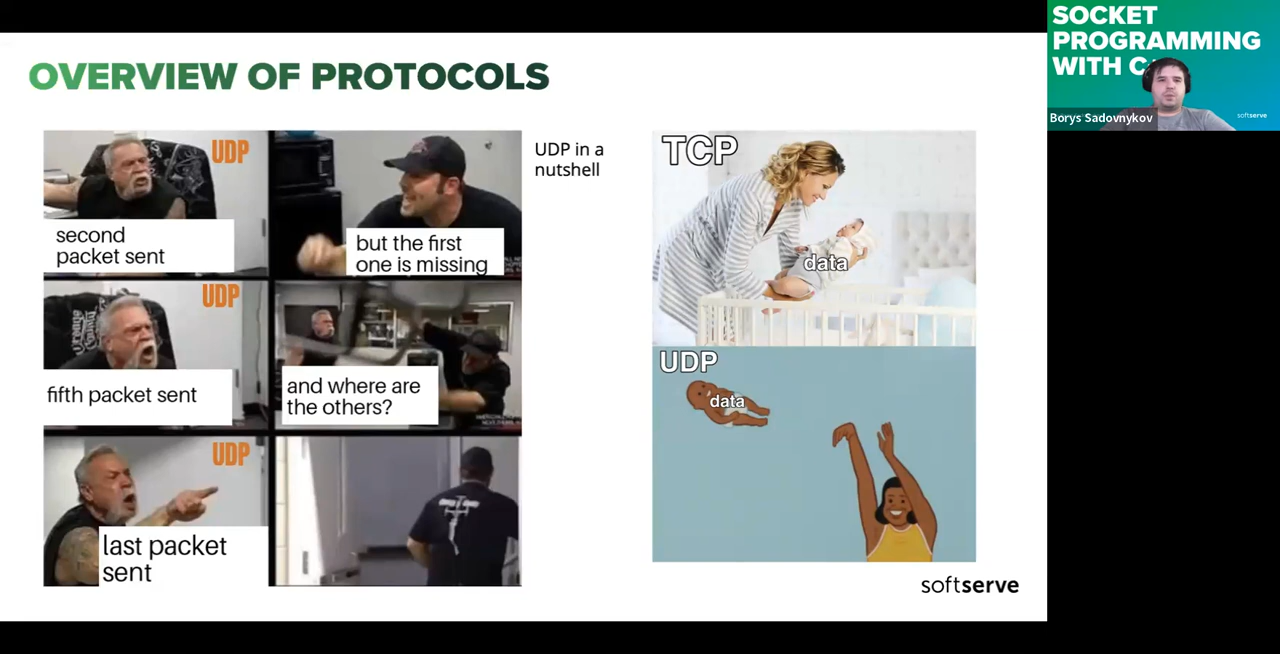 OVERVIEW OF PROTOCOLS
UDP
second
packet sent
but the first
one is missing
UDP
fifth packet sent
and where are
the others?
UDP
last packet
sent
UDP in a
nutshell
TCP
data
UDP
data
softserve
SOCKET
PROGRAMMING
WITH
Borys Sadovnykov
softserve